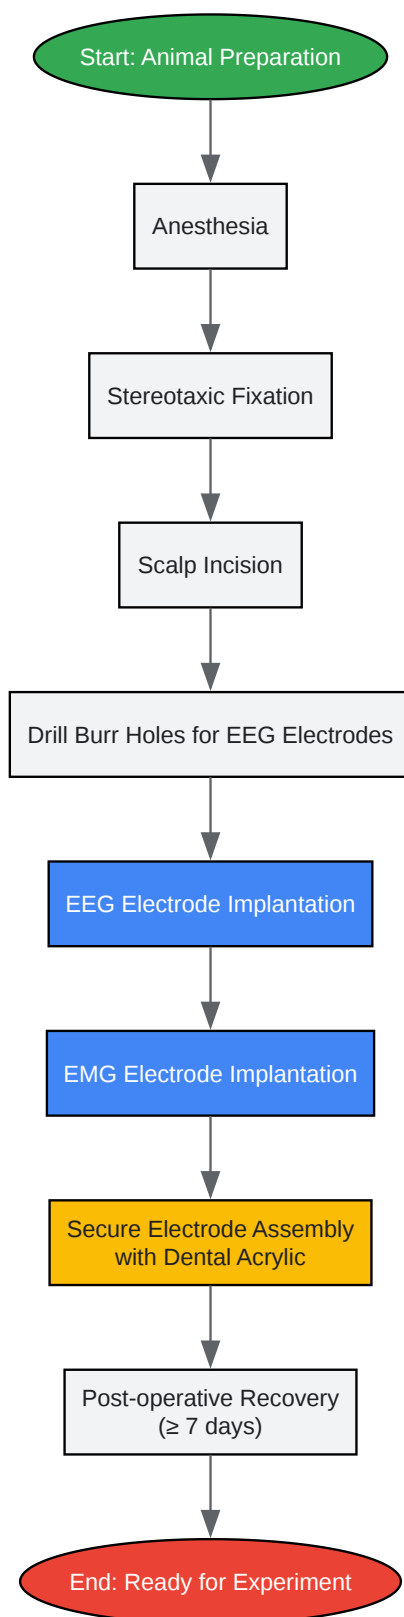 Start: Animal Preparation
Anesthesia
Stereotaxic Fixation
Scalp Incision
Drill Burr Holes for EEG Electrodes
EEG Electrode Implantation
EMG Electrode Implantation
Secure Electrode Assembly
with Dental Acrylic
Post-operative Recovery
(≥ 7 days)
End: Ready for Experiment